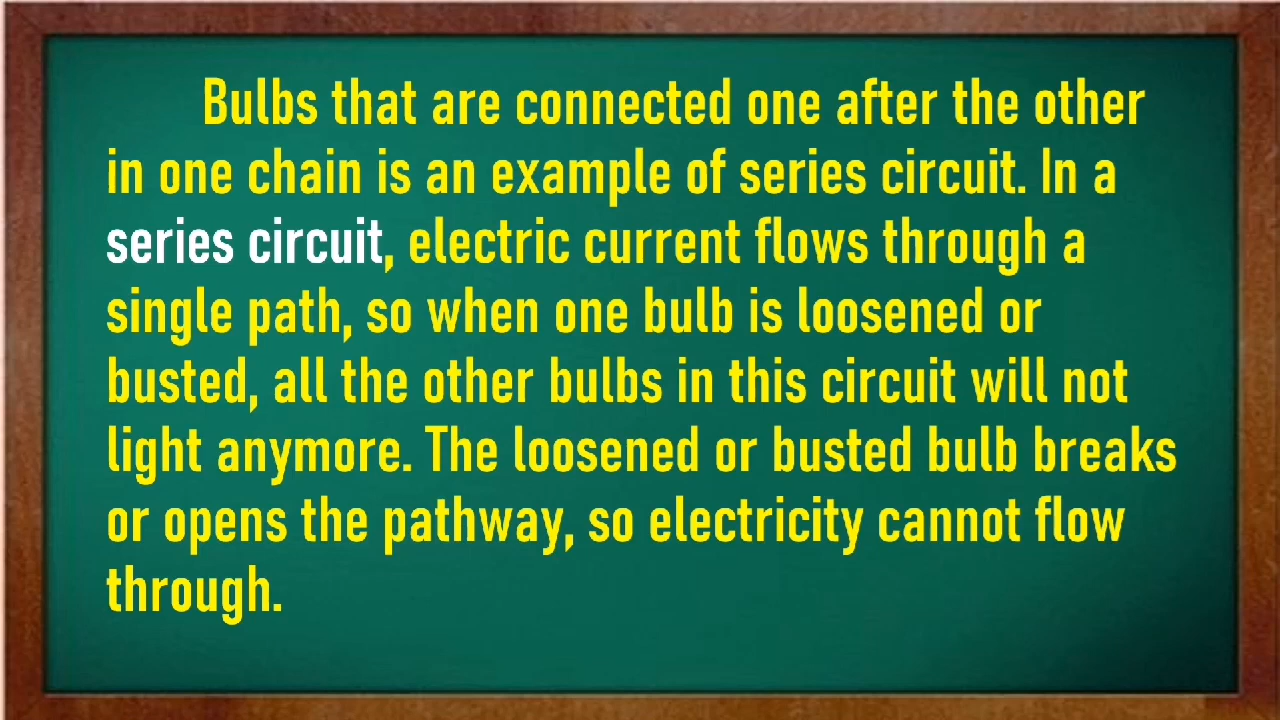 Bulbs that are connected one after the other
in one chain is an example of series circuit. In a
series circuit, electric current flows through a
single path, so when one bulb is loosened or
busted, all the other bulbs in this circuit will not
light anymore. The loosened or busted bulb breaks
or opens the pathway, so electricity cannot flow
through.